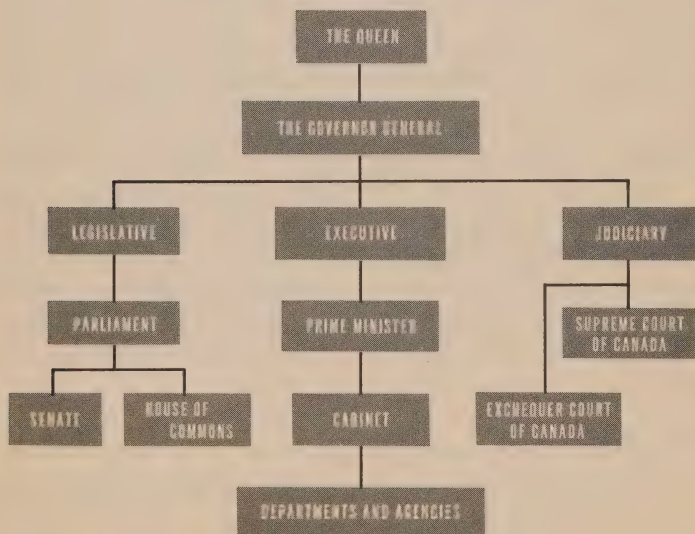 THE QUEEN
THE GOVERNOR GENERAL
LEGISLATIVE
EXECUTIVE
JUDICIARY
PARLIAMENT
PRIME MINISTER
SUPREME COURT
OF CANADA
SENATE
HOUSE OF
COMMONS
CABINET
EXCHEQUER COURT
OF CANADA
DEPARTMENTS AND AGENCIES